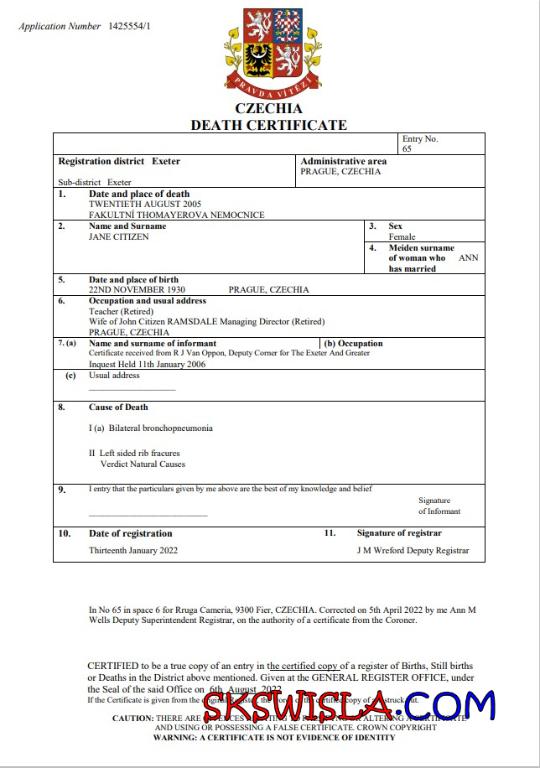 Application Number 1425554/1
PRAVDA VÍTĚZÍ
CZECHIA
DEATH CERTIFICATE
Entry No.
65
Registration district Exeter
Administrative area
PRAGUE, CZECHIA
Sub-district Exeter
1. Date and place of death
TWENTIETH AUGUST 2005
FAKULTNÍ THOMAYEROVA NEMOCNICE
2. Name and Surname
JANE CITIZEN
3. Sex
Female
4. Meiden surname
of woman who ANN
has married
5. Date and place of birth
22ND NOVEMBER 1930 PRAGUE, CZECHIA
6. Occupation and usual address
Teacher (Retired)
Wife of John Citizen RAMSDALE Managing Director (Retired)
PRAGUE, CZECHIA
7. (a) Name and surname of informant (b) Occupation
Certificate received from R J Van Oppon, Deputy Corner for The Exeter And Greater
Inquest Held 11th January 2006
(c) Usual address
8. Cause of Death
I (a) Bilateral bronchopneumonia
II Left sided rib fracures
Verdict Natural Causes
9. I entry that the particulars given by me above are the best of my knowledge and belief
Signature
of Informant
10. Date of registration 11. Signature of registrar
Thirteenth January 2022 J M Wreford Deputy Registrar
In No 65 in space 6 for Rruga Cameria, 9300 Fier, CZECHIA. Corrected on 5th April 2022 by me Ann M
Wells Deputy Superintendent Registrar, on the authority of a certificate from the Coroner.
CERTIFIED to be a true copy of an entry in the certified copy of a register of Births, Still births
or Deaths in the District above mentioned. Given at the GENERAL REGISTER OFFICE, under
the Seal of the said Office on 6th August 2022
If the Certificate is given from the copy of struck out.
SKSWISLA.COM
CAUTION: THERE ARE ALTERING
AND USING OR POSSESSING A FALSE CERTIFICATE. CROWN COPYRIGHT
WARNING: A CERTIFICATE IS NOT EVIDENCE OF IDENTITY